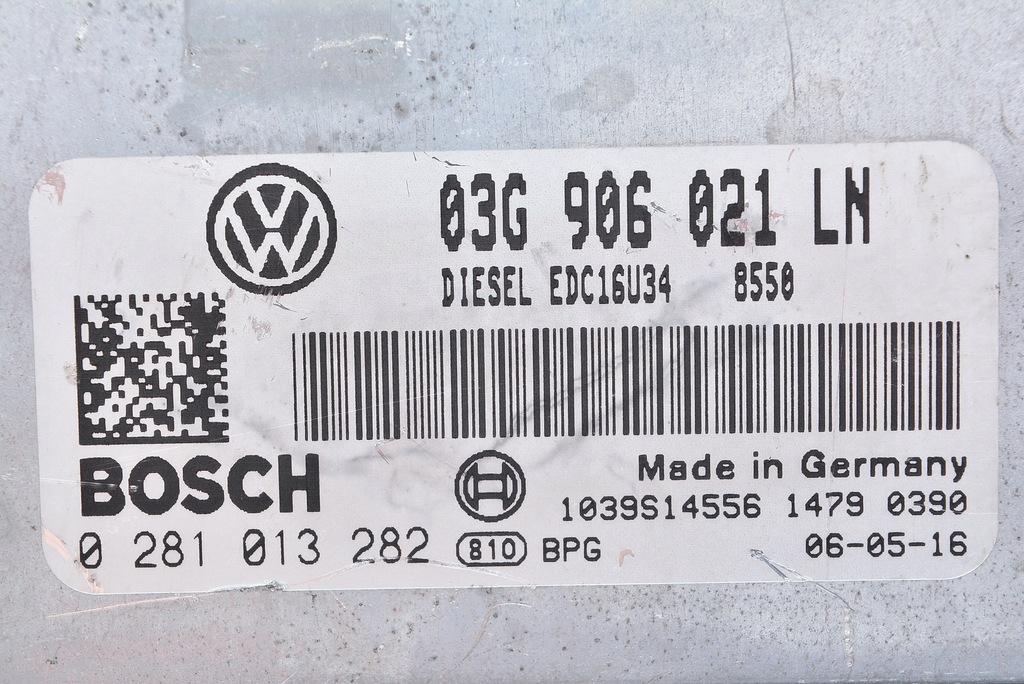 03G 906 021 LN
DIESEL EDC16U34 8550
BOSCH
Made in Germany
1039S14556 1479 0390
0 281 013 282 810 BPG 06-05-16